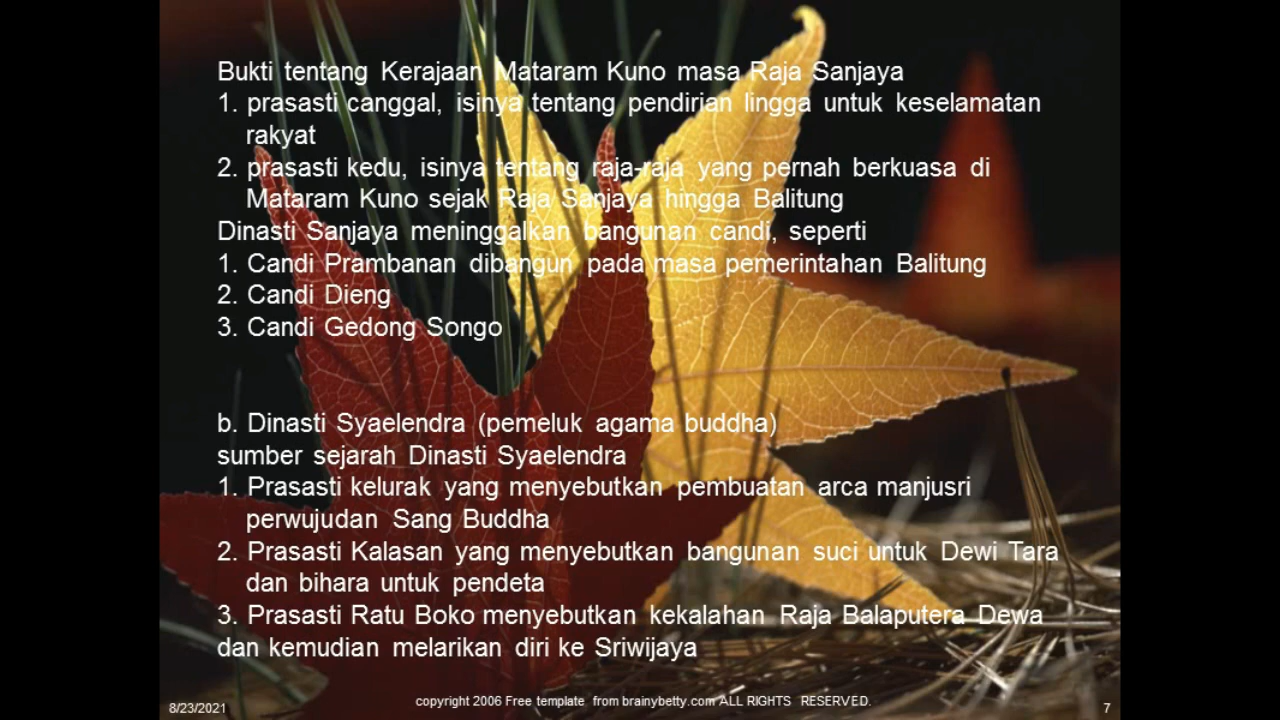 Bukti tentang Kerajaan Mataram Kuno masa Raja Sanjaya
1. prasasti canggal, isinya tentang pendirian lingga untuk keselamatan
rakyat
2. prasasti kedu, isinya tentang raja-raja yang pernah berkuasa di
Mataram Kuno sejak Raja Sanjaya hingga Balitung
Dinasti Sanjaya meninggalkan bangunan candi, seperti
1. Candi Prambanan dibangun pada masa pemerintahan Balitung
2. Candi Dieng
3. Candi Gedong Songo
b. Dinasti Syaelendra (pemeluk agama buddha)
sumber sejarah Dinasti Syaelendra
1. Prasasti kelurak yang menyebutkan pembuatan arca manjusri
perwujudan Sang Buddha
2. Prasasti Kalasan yang menyebutkan bangunan suci untuk Dewi Tara
dan bihara untuk pendeta
3. Prasasti Ratu Boko menyebutkan kekalahan Raja Balaputera Dewa
dan kemudian melarikan diri ke Sriwijaya
8/23/2021
copyright 2006 Free template from brainybetty.com ALL RIGHTS RESERVED.
7